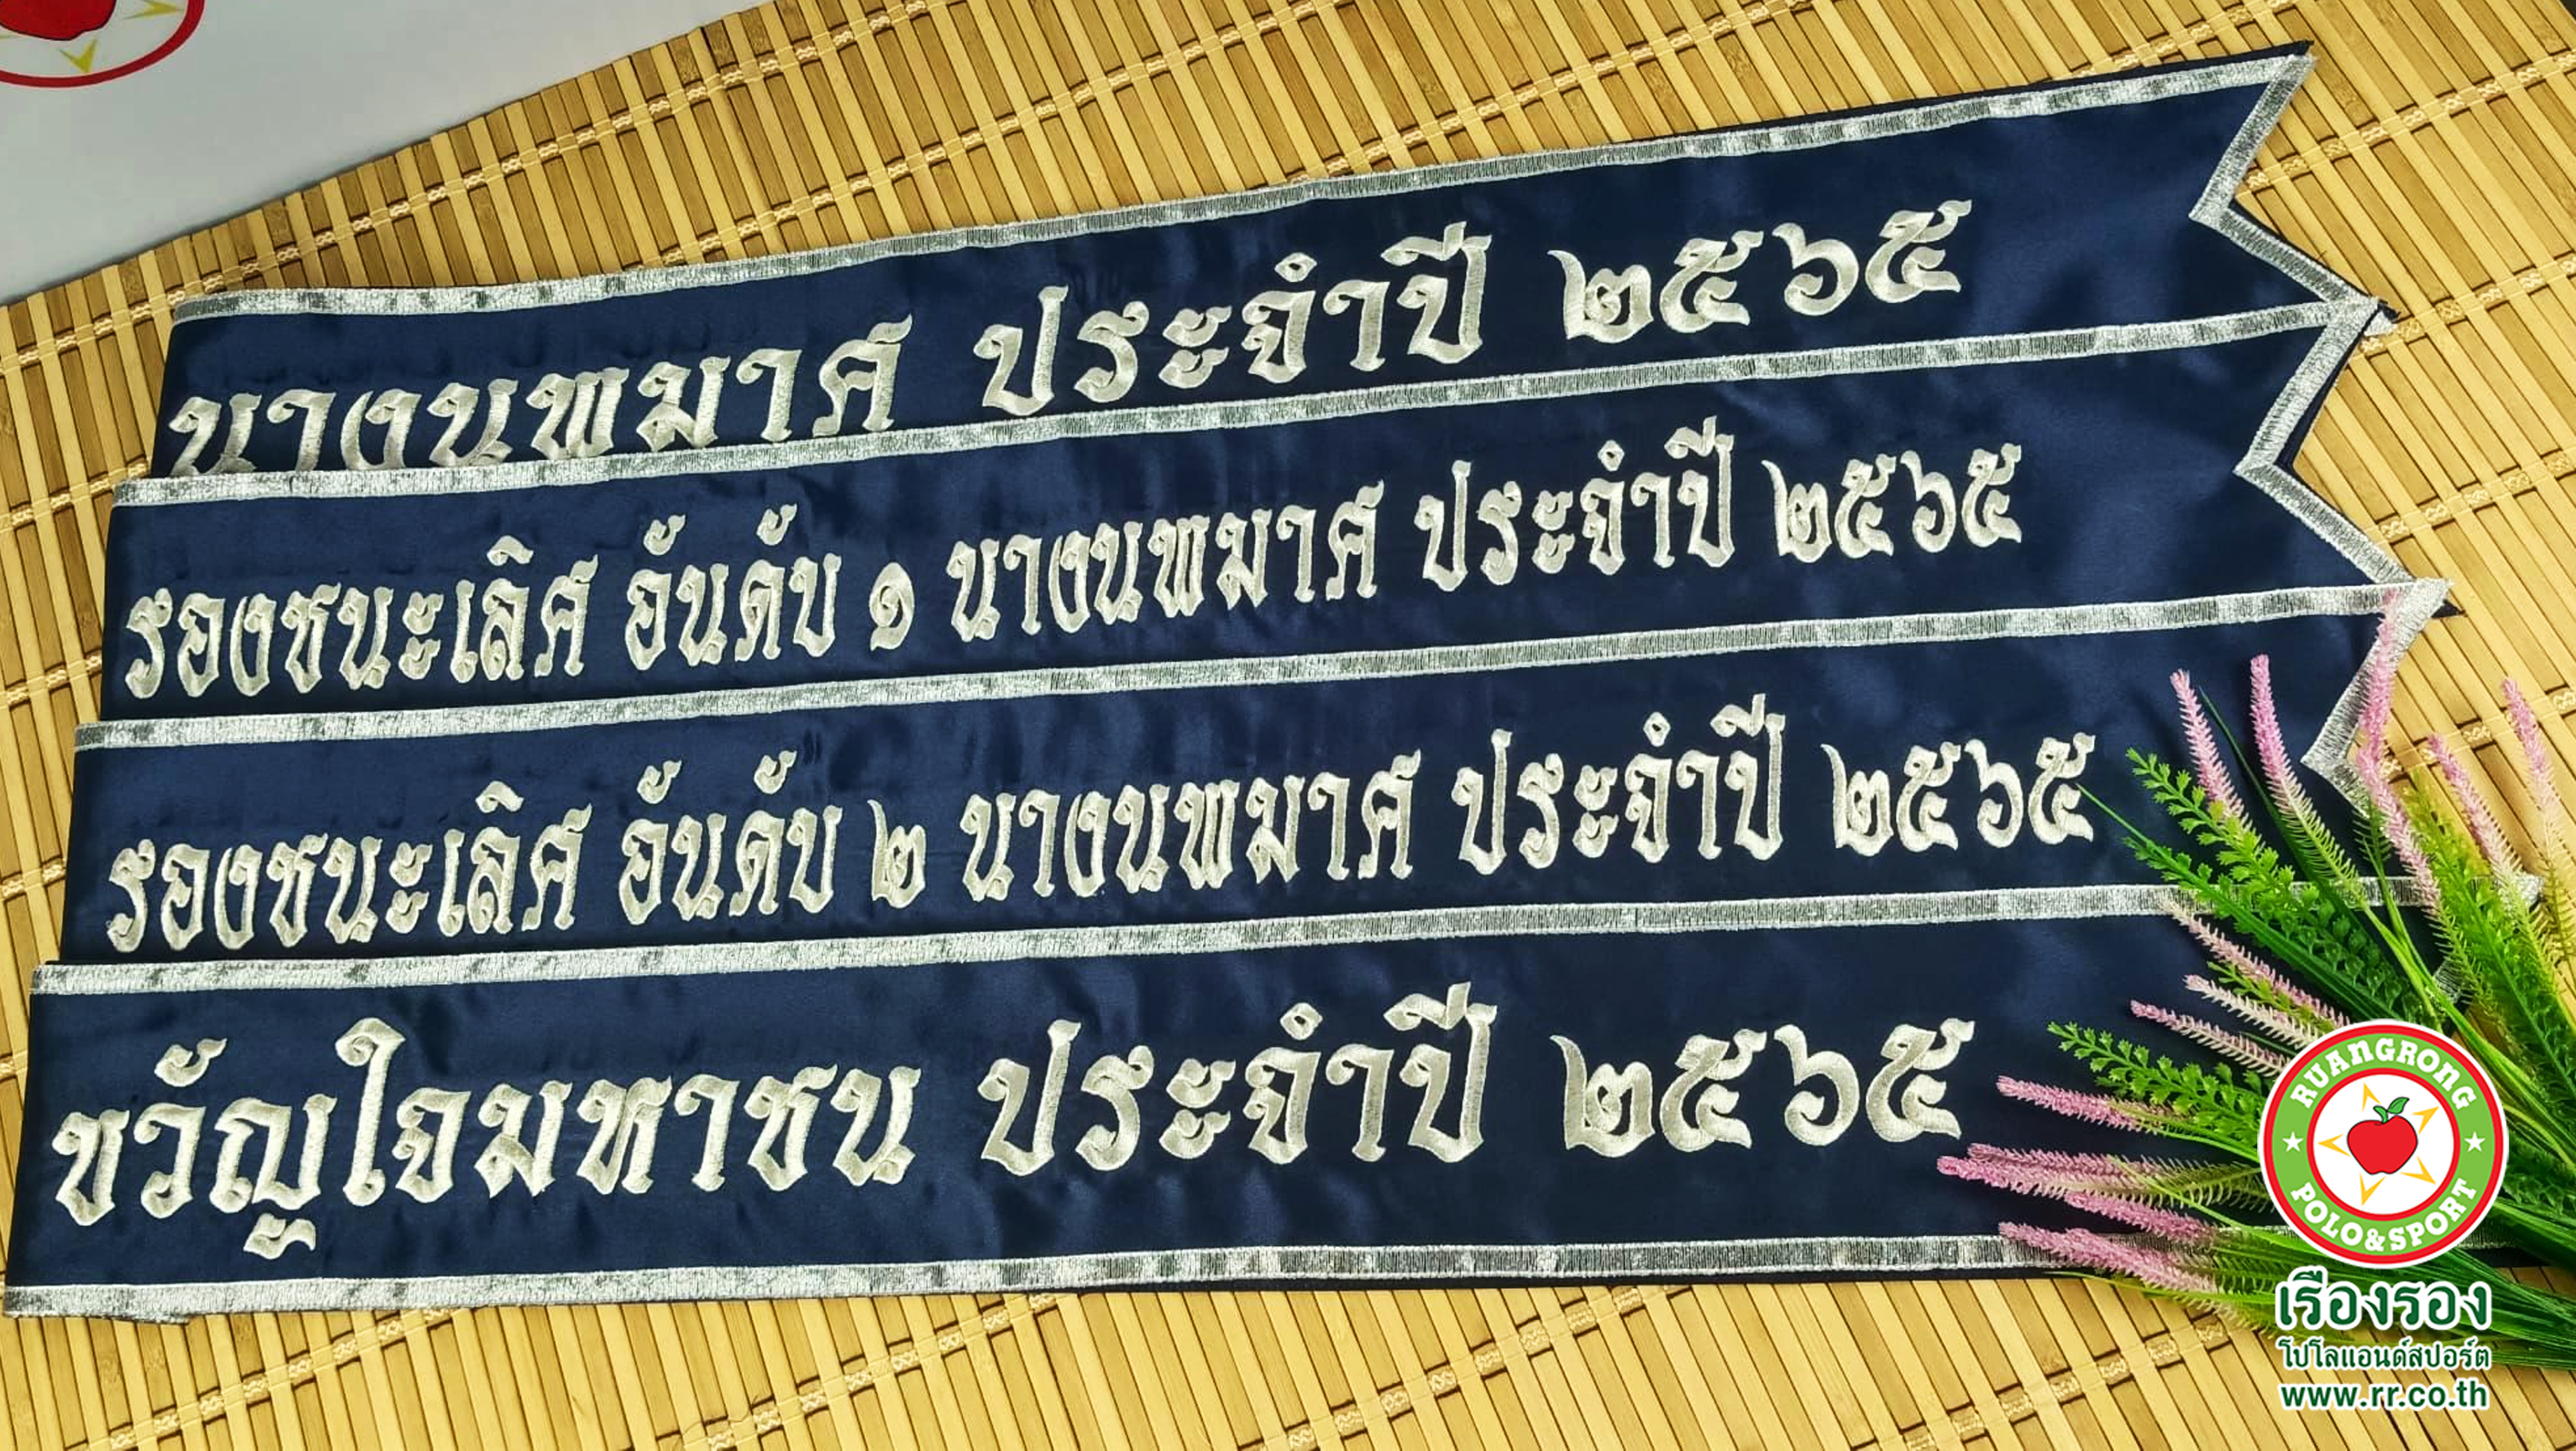 นางนพมาศ ประจำปี ๒๕๖๕
รองชนะเลิศ อันดับ ๑ นางนพมาศ ประจำปี ๒๕๖๕
รองชนะเลิศ อันดับ ๒ นางนพมาศ ประจำปี ๒๕๖๕
ขวัญใจมหาชน ประจำปี ๒๕๖๕
RUANGRONG
POLO&SPORT
เรืองรอง
โปโลแอนด์สปอร์ต
www.rr.co.th